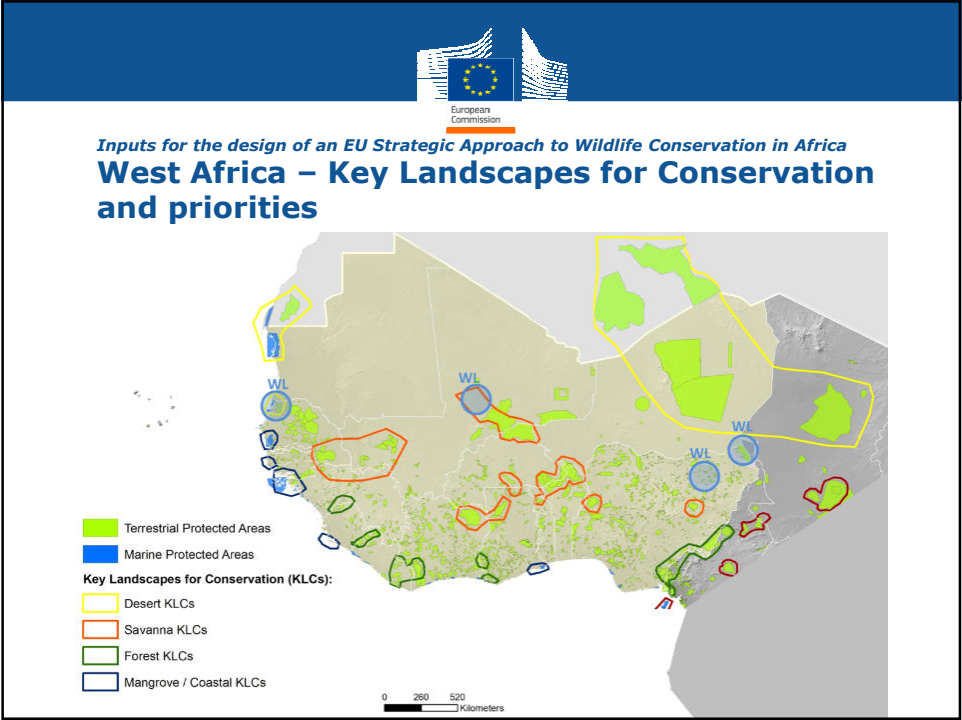 European
Commission
Inputs for the design of an EU Strategic Approach to Wildlife Conservation in Africa
West Africa – Key Landscapes for Conservation
and priorities
WL
WL
WL
WL
Terrestrial Protected Areas
Marine Protected Areas
Key Landscapes for Conservation (KLCs):
Desert KLCs
Savanna KLCs
Forest KLCs
Mangrove / Coastal KLCs
0 260 520
Kilometers